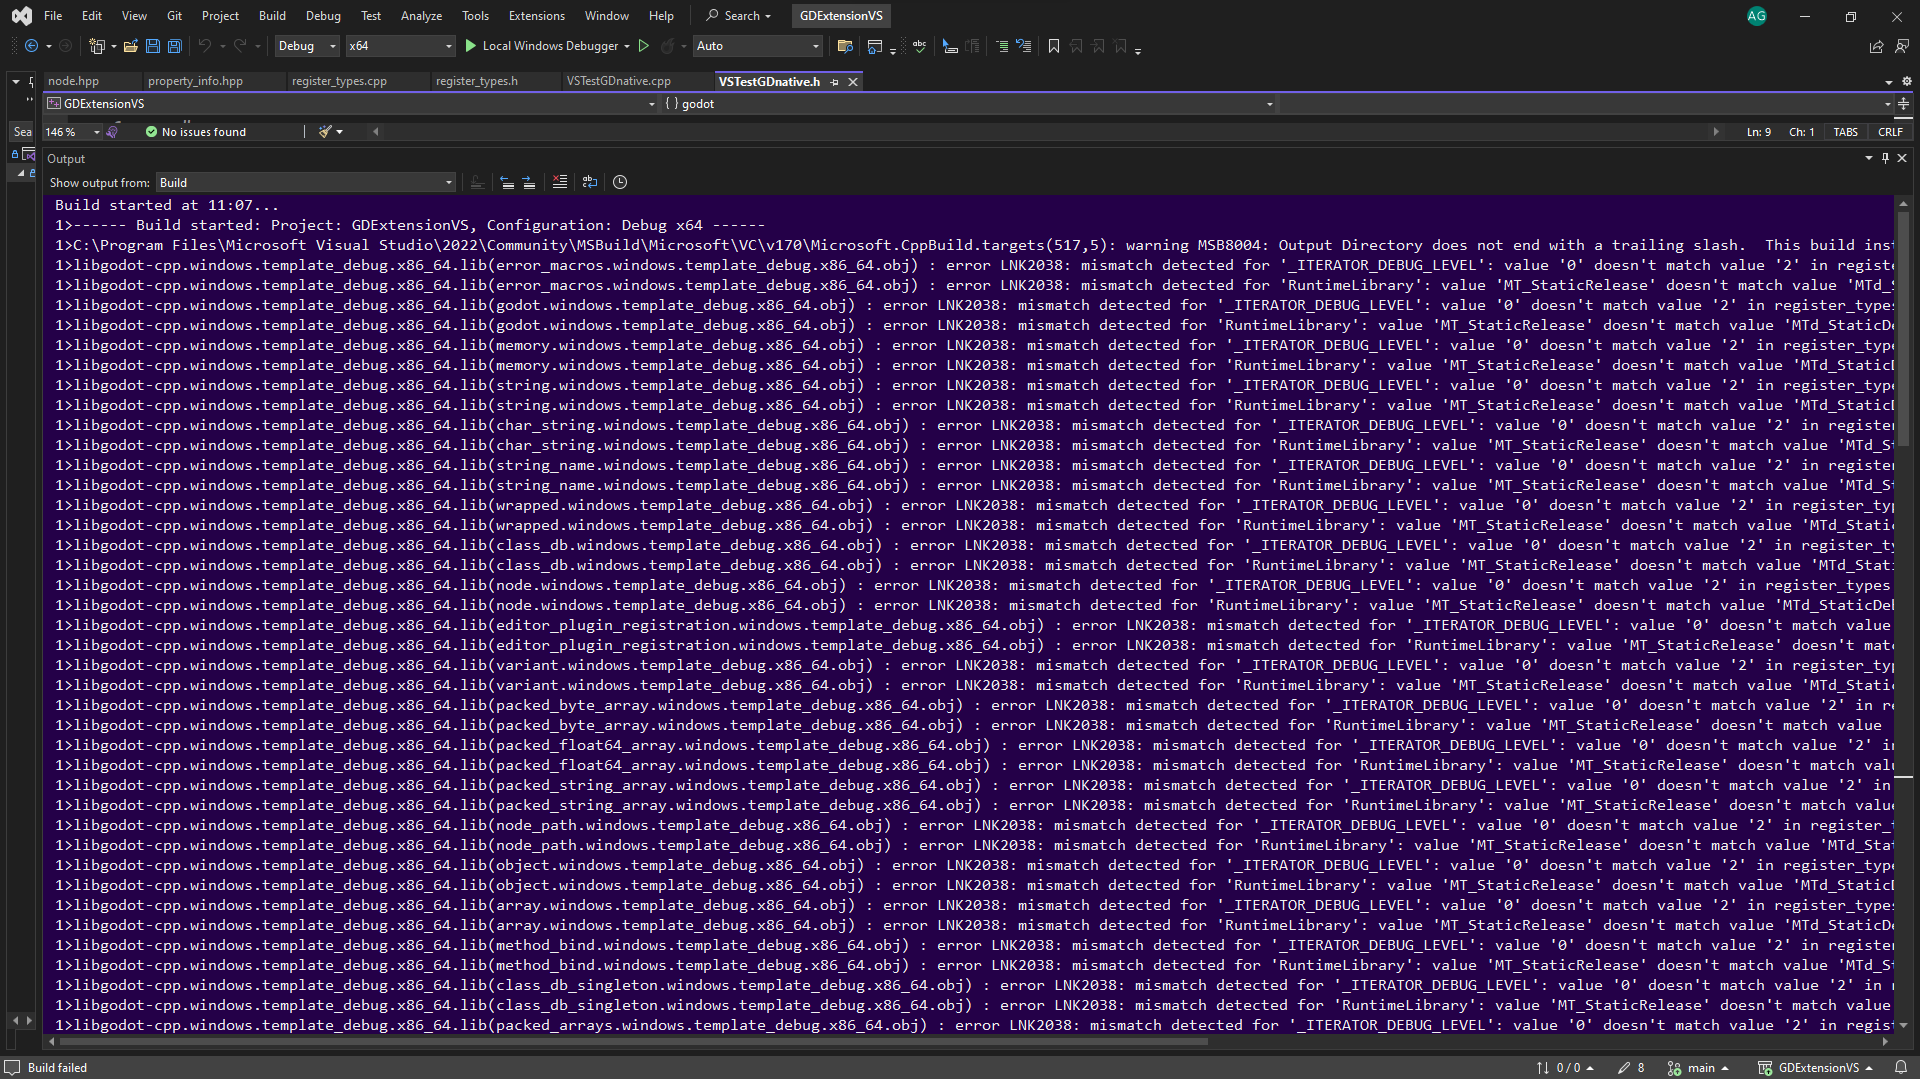 File Edit View Git Project Build Debug Test Analyze Tools Extensions Window Help Search GDExtensionVS AG
Debug x64 Local Windows Debugger Auto
node.hpp property_info.hpp register_types.cpp register_types.h VSTestGDnative.cpp VSTestGDnative.h
GDExtensionVS { } godot
Sea 146 % No issues found Ln: 9 Ch: 1 TABS CRLF
Output
Show output from: Build
Build started at 11:07...
1>------ Build started: Project: GDExtensionVS, Configuration: Debug x64 ------
1>C:\Program Files\Microsoft Visual Studio\2022\Community\MSBuild\Microsoft\VC\v170\Microsoft.CppBuild.targets(517,5): warning MSB8004: Output Directory does not end with a trailing slash.  This build inst
1>libgodot-cpp.windows.template_debug.x86_64.lib(error_macros.windows.template_debug.x86_64.obj) : error LNK2038: mismatch detected for '_ITERATOR_DEBUG_LEVEL': value '0' doesn't match value '2' in registe
1>libgodot-cpp.windows.template_debug.x86_64.lib(error_macros.windows.template_debug.x86_64.obj) : error LNK2038: mismatch detected for 'RuntimeLibrary': value 'MT_StaticRelease' doesn't match value 'MTd_S
1>libgodot-cpp.windows.template_debug.x86_64.lib(godot.windows.template_debug.x86_64.obj) : error LNK2038: mismatch detected for '_ITERATOR_DEBUG_LEVEL': value '0' doesn't match value '2' in register_types
1>libgodot-cpp.windows.template_debug.x86_64.lib(godot.windows.template_debug.x86_64.obj) : error LNK2038: mismatch detected for 'RuntimeLibrary': value 'MT_StaticRelease' doesn't match value 'MTd_StaticDe
1>libgodot-cpp.windows.template_debug.x86_64.lib(memory.windows.template_debug.x86_64.obj) : error LNK2038: mismatch detected for '_ITERATOR_DEBUG_LEVEL': value '0' doesn't match value '2' in register_type
1>libgodot-cpp.windows.template_debug.x86_64.lib(memory.windows.template_debug.x86_64.obj) : error LNK2038: mismatch detected for 'RuntimeLibrary': value 'MT_StaticRelease' doesn't match value 'MTd_StaticD
1>libgodot-cpp.windows.template_debug.x86_64.lib(string.windows.template_debug.x86_64.obj) : error LNK2038: mismatch detected for '_ITERATOR_DEBUG_LEVEL': value '0' doesn't match value '2' in register_type
1>libgodot-cpp.windows.template_debug.x86_64.lib(string.windows.template_debug.x86_64.obj) : error LNK2038: mismatch detected for 'RuntimeLibrary': value 'MT_StaticRelease' doesn't match value 'MTd_StaticD
1>libgodot-cpp.windows.template_debug.x86_64.lib(char_string.windows.template_debug.x86_64.obj) : error LNK2038: mismatch detected for '_ITERATOR_DEBUG_LEVEL': value '0' doesn't match value '2' in register
1>libgodot-cpp.windows.template_debug.x86_64.lib(char_string.windows.template_debug.x86_64.obj) : error LNK2038: mismatch detected for 'RuntimeLibrary': value 'MT_StaticRelease' doesn't match value 'MTd_St
1>libgodot-cpp.windows.template_debug.x86_64.lib(string_name.windows.template_debug.x86_64.obj) : error LNK2038: mismatch detected for '_ITERATOR_DEBUG_LEVEL': value '0' doesn't match value '2' in register
1>libgodot-cpp.windows.template_debug.x86_64.lib(string_name.windows.template_debug.x86_64.obj) : error LNK2038: mismatch detected for 'RuntimeLibrary': value 'MT_StaticRelease' doesn't match value 'MTd_St
1>libgodot-cpp.windows.template_debug.x86_64.lib(wrapped.windows.template_debug.x86_64.obj) : error LNK2038: mismatch detected for '_ITERATOR_DEBUG_LEVEL': value '0' doesn't match value '2' in register_typ
1>libgodot-cpp.windows.template_debug.x86_64.lib(wrapped.windows.template_debug.x86_64.obj) : error LNK2038: mismatch detected for 'RuntimeLibrary': value 'MT_StaticRelease' doesn't match value 'MTd_Static
1>libgodot-cpp.windows.template_debug.x86_64.lib(class_db.windows.template_debug.x86_64.obj) : error LNK2038: mismatch detected for '_ITERATOR_DEBUG_LEVEL': value '0' doesn't match value '2' in register_ty
1>libgodot-cpp.windows.template_debug.x86_64.lib(class_db.windows.template_debug.x86_64.obj) : error LNK2038: mismatch detected for 'RuntimeLibrary': value 'MT_StaticRelease' doesn't match value 'MTd_Stati
1>libgodot-cpp.windows.template_debug.x86_64.lib(node.windows.template_debug.x86_64.obj) : error LNK2038: mismatch detected for '_ITERATOR_DEBUG_LEVEL': value '0' doesn't match value '2' in register_types
1>libgodot-cpp.windows.template_debug.x86_64.lib(node.windows.template_debug.x86_64.obj) : error LNK2038: mismatch detected for 'RuntimeLibrary': value 'MT_StaticRelease' doesn't match value 'MTd_StaticDeb
1>libgodot-cpp.windows.template_debug.x86_64.lib(editor_plugin_registration.windows.template_debug.x86_64.obj) : error LNK2038: mismatch detected for '_ITERATOR_DEBUG_LEVEL': value '0' doesn't match value
1>libgodot-cpp.windows.template_debug.x86_64.lib(editor_plugin_registration.windows.template_debug.x86_64.obj) : error LNK2038: mismatch detected for 'RuntimeLibrary': value 'MT_StaticRelease' doesn't match
1>libgodot-cpp.windows.template_debug.x86_64.lib(variant.windows.template_debug.x86_64.obj) : error LNK2038: mismatch detected for '_ITERATOR_DEBUG_LEVEL': value '0' doesn't match value '2' in register_typ
1>libgodot-cpp.windows.template_debug.x86_64.lib(variant.windows.template_debug.x86_64.obj) : error LNK2038: mismatch detected for 'RuntimeLibrary': value 'MT_StaticRelease' doesn't match value 'MTd_Static
1>libgodot-cpp.windows.template_debug.x86_64.lib(packed_byte_array.windows.template_debug.x86_64.obj) : error LNK2038: mismatch detected for '_ITERATOR_DEBUG_LEVEL': value '0' doesn't match value '2' in re
1>libgodot-cpp.windows.template_debug.x86_64.lib(packed_byte_array.windows.template_debug.x86_64.obj) : error LNK2038: mismatch detected for 'RuntimeLibrary': value 'MT_StaticRelease' doesn't match value
1>libgodot-cpp.windows.template_debug.x86_64.lib(packed_float64_array.windows.template_debug.x86_64.obj) : error LNK2038: mismatch detected for '_ITERATOR_DEBUG_LEVEL': value '0' doesn't match value '2' in
1>libgodot-cpp.windows.template_debug.x86_64.lib(packed_float64_array.windows.template_debug.x86_64.obj) : error LNK2038: mismatch detected for 'RuntimeLibrary': value 'MT_StaticRelease' doesn't match valu
1>libgodot-cpp.windows.template_debug.x86_64.lib(packed_string_array.windows.template_debug.x86_64.obj) : error LNK2038: mismatch detected for '_ITERATOR_DEBUG_LEVEL': value '0' doesn't match value '2' in
1>libgodot-cpp.windows.template_debug.x86_64.lib(packed_string_array.windows.template_debug.x86_64.obj) : error LNK2038: mismatch detected for 'RuntimeLibrary': value 'MT_StaticRelease' doesn't match value
1>libgodot-cpp.windows.template_debug.x86_64.lib(node_path.windows.template_debug.x86_64.obj) : error LNK2038: mismatch detected for '_ITERATOR_DEBUG_LEVEL': value '0' doesn't match value '2' in register_t
1>libgodot-cpp.windows.template_debug.x86_64.lib(node_path.windows.template_debug.x86_64.obj) : error LNK2038: mismatch detected for 'RuntimeLibrary': value 'MT_StaticRelease' doesn't match value 'MTd_Stat
1>libgodot-cpp.windows.template_debug.x86_64.lib(object.windows.template_debug.x86_64.obj) : error LNK2038: mismatch detected for '_ITERATOR_DEBUG_LEVEL': value '0' doesn't match value '2' in register_type
1>libgodot-cpp.windows.template_debug.x86_64.lib(object.windows.template_debug.x86_64.obj) : error LNK2038: mismatch detected for 'RuntimeLibrary': value 'MT_StaticRelease' doesn't match value 'MTd_StaticD
1>libgodot-cpp.windows.template_debug.x86_64.lib(array.windows.template_debug.x86_64.obj) : error LNK2038: mismatch detected for '_ITERATOR_DEBUG_LEVEL': value '0' doesn't match value '2' in register_types
1>libgodot-cpp.windows.template_debug.x86_64.lib(array.windows.template_debug.x86_64.obj) : error LNK2038: mismatch detected for 'RuntimeLibrary': value 'MT_StaticRelease' doesn't match value 'MTd_StaticDe
1>libgodot-cpp.windows.template_debug.x86_64.lib(method_bind.windows.template_debug.x86_64.obj) : error LNK2038: mismatch detected for '_ITERATOR_DEBUG_LEVEL': value '0' doesn't match value '2' in register
1>libgodot-cpp.windows.template_debug.x86_64.lib(method_bind.windows.template_debug.x86_64.obj) : error LNK2038: mismatch detected for 'RuntimeLibrary': value 'MT_StaticRelease' doesn't match value 'MTd_St
1>libgodot-cpp.windows.template_debug.x86_64.lib(class_db_singleton.windows.template_debug.x86_64.obj) : error LNK2038: mismatch detected for '_ITERATOR_DEBUG_LEVEL': value '0' doesn't match value '2' in r
1>libgodot-cpp.windows.template_debug.x86_64.lib(class_db_singleton.windows.template_debug.x86_64.obj) : error LNK2038: mismatch detected for 'RuntimeLibrary': value 'MT_StaticRelease' doesn't match value
1>libgodot-cpp.windows.template_debug.x86_64.lib(packed_arrays.windows.template_debug.x86_64.obj) : error LNK2038: mismatch detected for '_ITERATOR_DEBUG_LEVEL': value '0' doesn't match value '2' in regist
Build failed 0 / 0 8 main GDExtensionVS